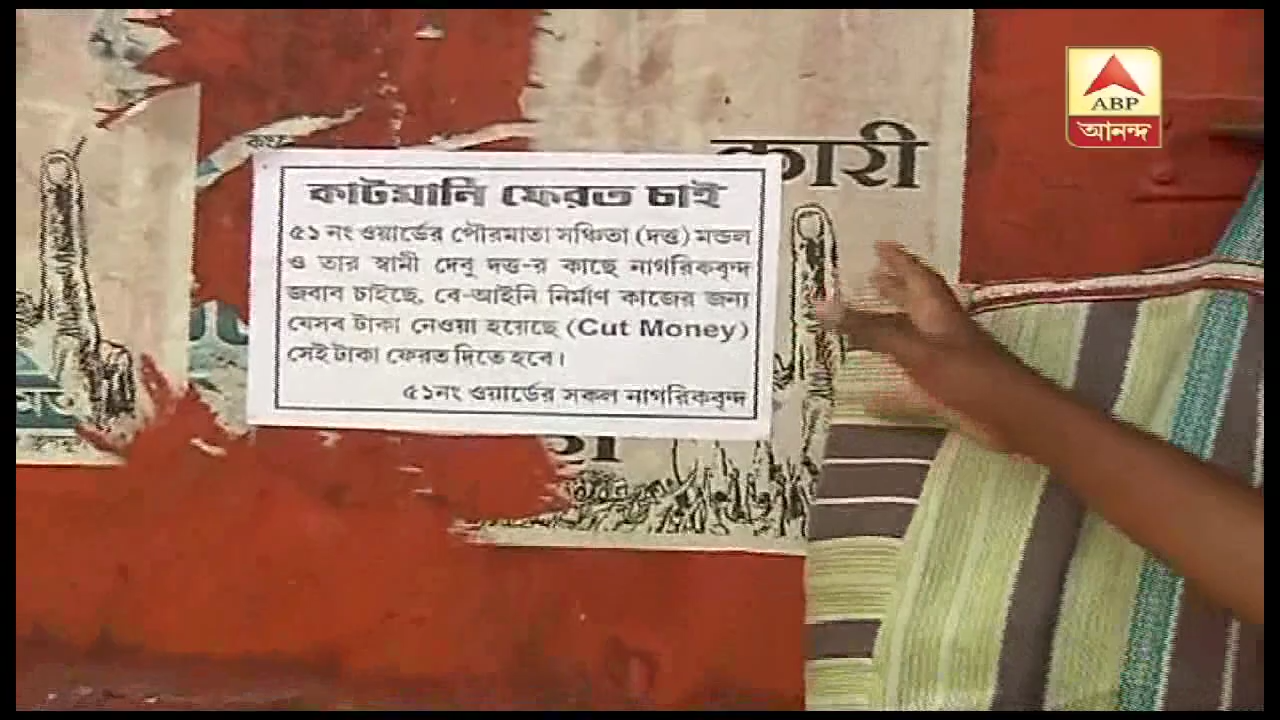 ABP
আনন্দ
কারী
কাটমানি ফেরত চাই
৫১ নং ওয়ার্ডের পৌরমাতা সঞ্চিতা (দত্ত) মন্ডল
ও তার স্বামী দেবু দত্ত-র কাছে নাগরিকবৃন্দ
জবাব চাইছে, বে-আইনি নির্মাণ কাজের জন্য
যেসব টাকা নেওয়া হয়েছে (Cut Money)
সেই টাকা ফেরত দিতে হবে।
৫১নং ওয়ার্ডের সকল নাগরিকবৃন্দ